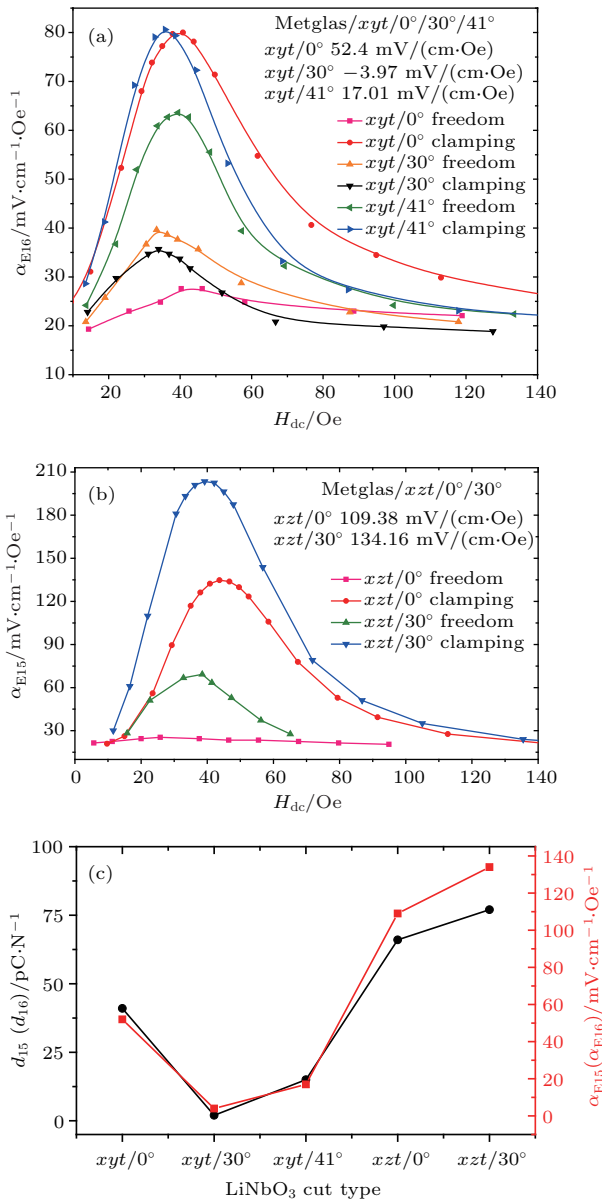 (a)
Metglas/xyt/0°/30°/41°
xyt/0° 52.4 mV/(cm·Oe)
xyt/30° −3.97 mV/(cm·Oe)
xyt/41° 17.01 mV/(cm·Oe)
xyt/0° freedom
xyt/0° clamping
xyt/30° freedom
xyt/30° clamping
xyt/41° freedom
xyt/41° clamping
αE16/mV·cm−1·Oe−1
80
70
60
50
40
30
20
10
20 40 60 80 100 120 140
Hdc/Oe
(b)
Metglas/xzt/0°/30°
xzt/0° 109.38 mV/(cm·Oe)
xzt/30° 134.16 mV/(cm·Oe)
xzt/0° freedom
xzt/0° clamping
xzt/30° freedom
xzt/30° clamping
αE15/mV·cm−1·Oe−1
210
180
150
120
90
60
30
0 20 40 60 80 100 120 140
Hdc/Oe
(c)
d15 (d16)/pC·N−1
100
75
50
25
0
140
120
100
80
60
40
20
0
αE15(αE16)/mV·cm−1·Oe−1
xyt/0° xyt/30° xyt/41° xzt/0° xzt/30°
LiNbO3 cut type